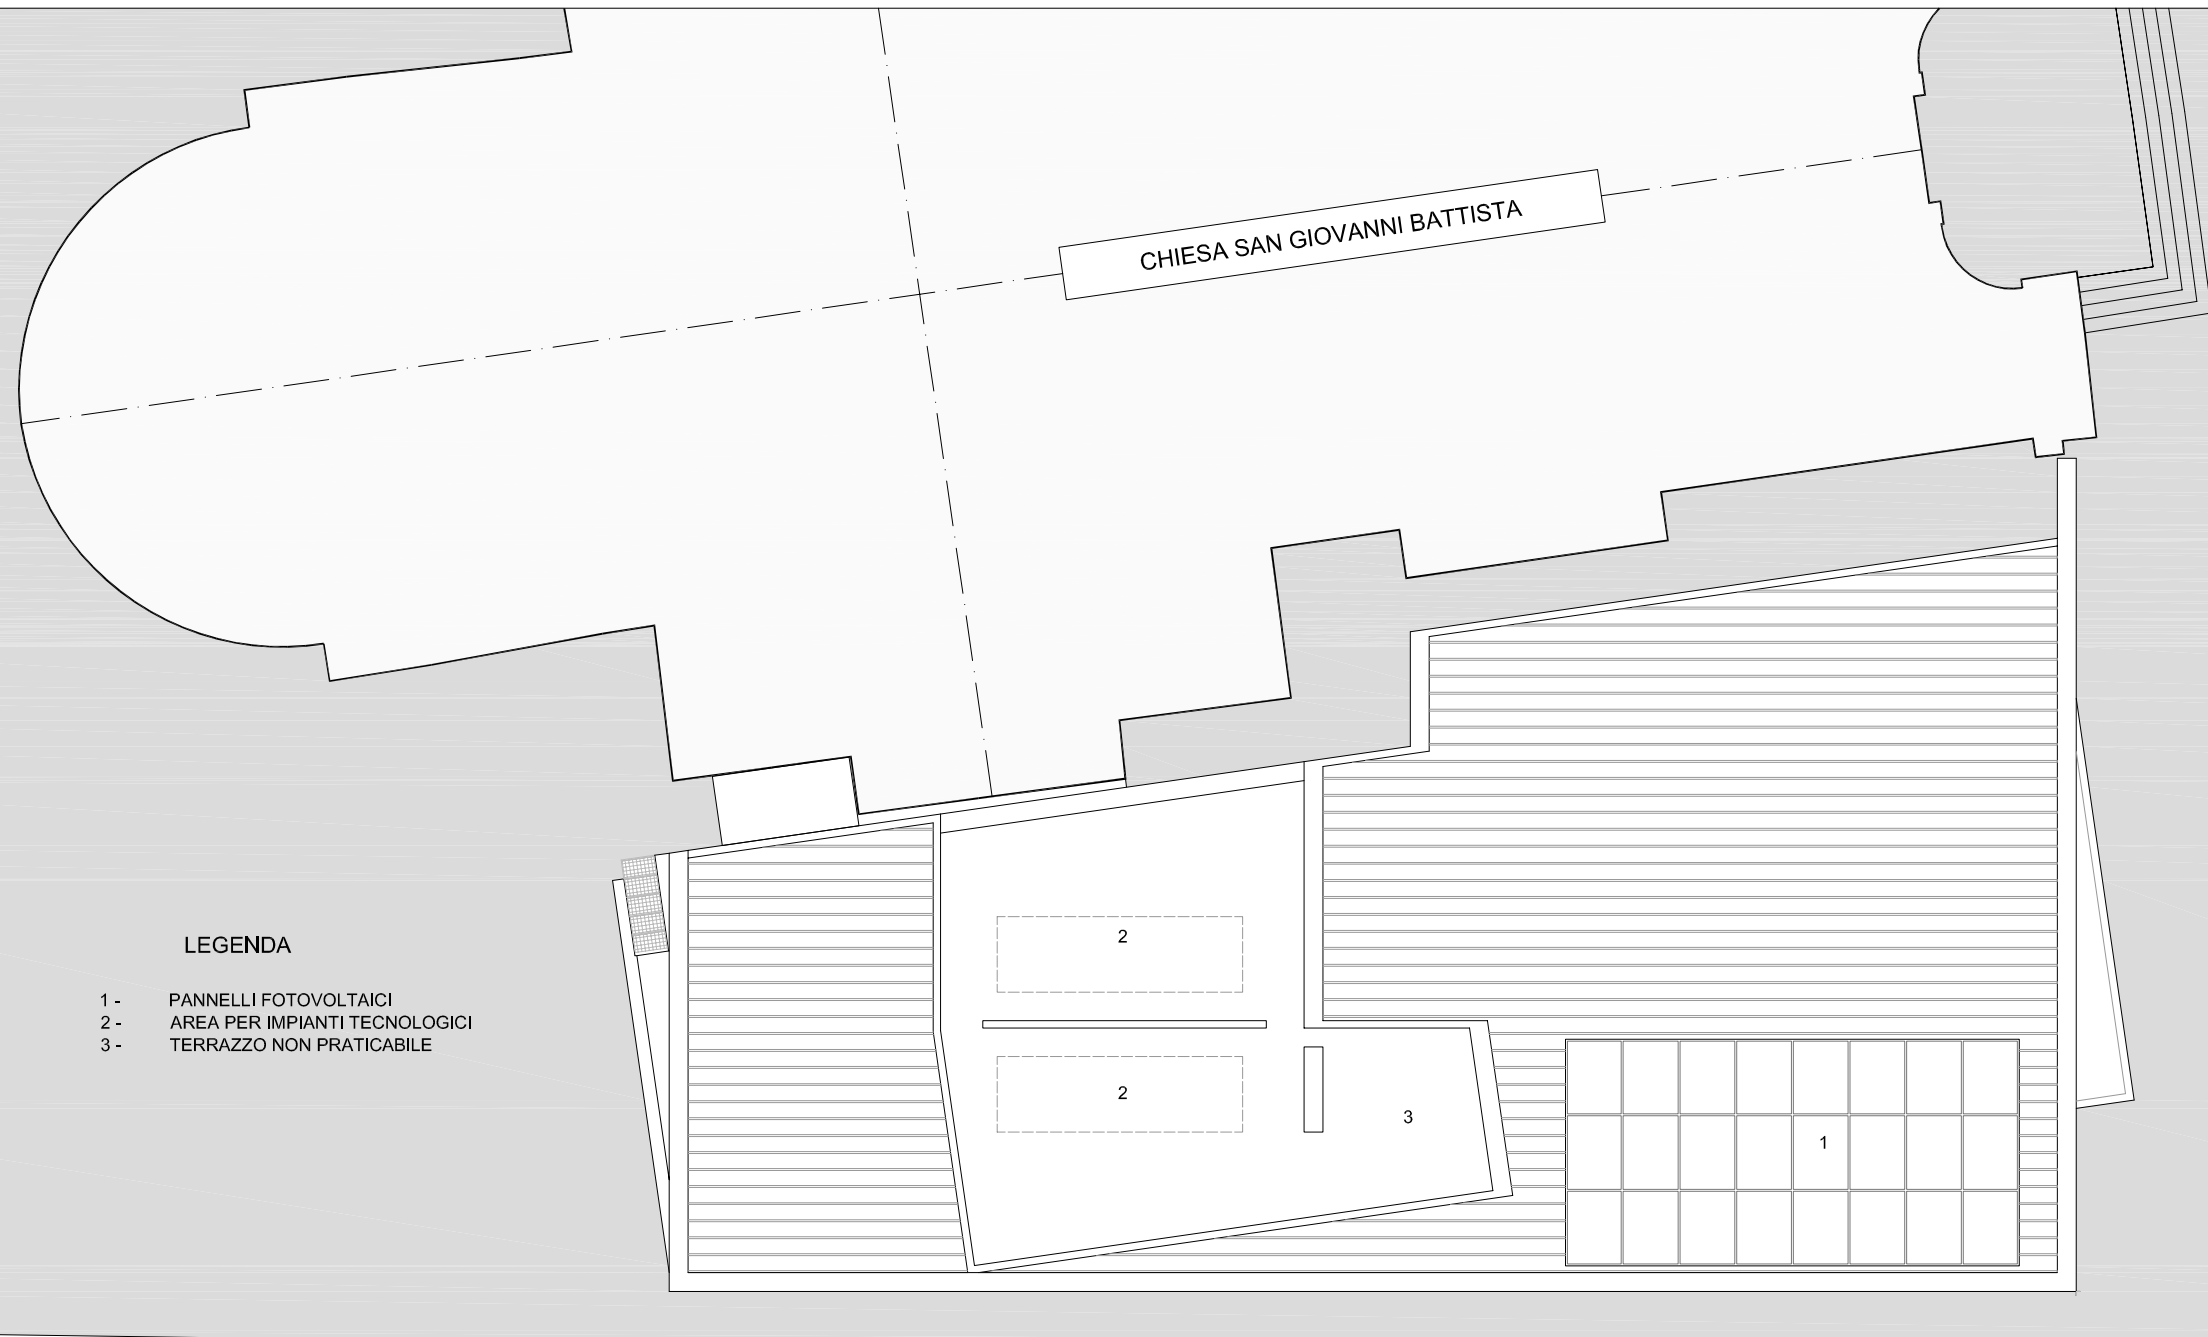 CHIESA SAN GIOVANNI BATTISTA
2
2
3
1
LEGENDA
1 - PANNELLI FOTOVOLTAICI
2 - AREA PER IMPIANTI TECNOLOGICI
3 - TERRAZZO NON PRATICABILE